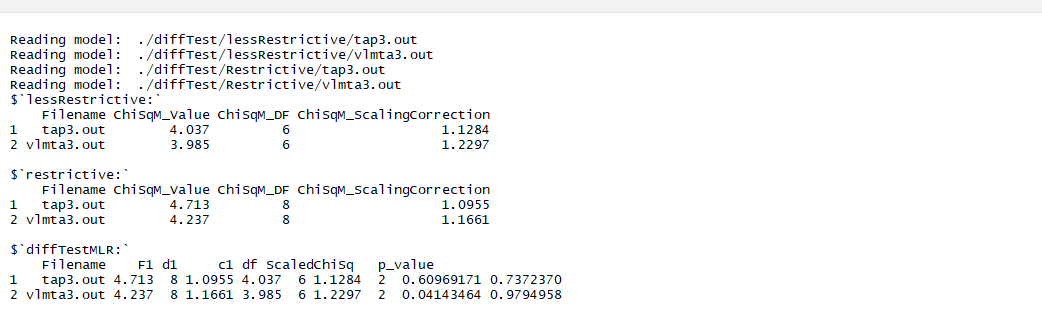 Reading model:  ./diffTest/lessRestrictive/tap3.out
Reading model:  ./diffTest/lessRestrictive/vlmta3.out
Reading model:  ./diffTest/Restrictive/tap3.out
Reading model:  ./diffTest/Restrictive/vlmta3.out
$`lessRestrictive:`
    Filename ChiSqM_Value ChiSqM_DF ChiSqM_ScalingCorrection
1   tap3.out        4.037         6                   1.1284
2 vlmta3.out        3.985         6                   1.2297
$`restrictive:`
    Filename ChiSqM_Value ChiSqM_DF ChiSqM_ScalingCorrection
1   tap3.out        4.713         8                   1.0955
2 vlmta3.out        4.237         8                   1.1661
$`diffTestMLR:`
    Filename    F1 d1     c1 df ScaledChiSq   p_value
1   tap3.out 4.713  8 1.0955 4.037  6 1.1284  2  0.60969171 0.7372370
2 vlmta3.out 4.237  8 1.1661 3.985  6 1.2297  2  0.04143464 0.9794958